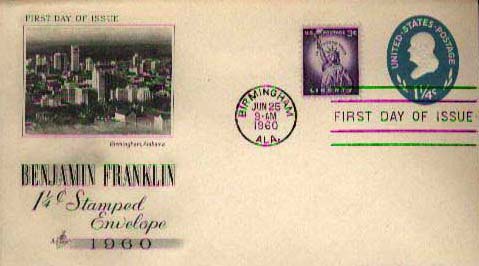 FIRST DAY OF ISSUE
Birmingham, Alabama
BENJAMIN FRANKLIN
1¼¢ Stamped
Envelope
1960
BIRMINGHAM
JUN 25
9-AM
1960
ALA.
U.S. POSTAGE 3¢
LIBERTY
UNITED·STATES·POSTAGE
1¼¢
FIRST DAY OF ISSUE